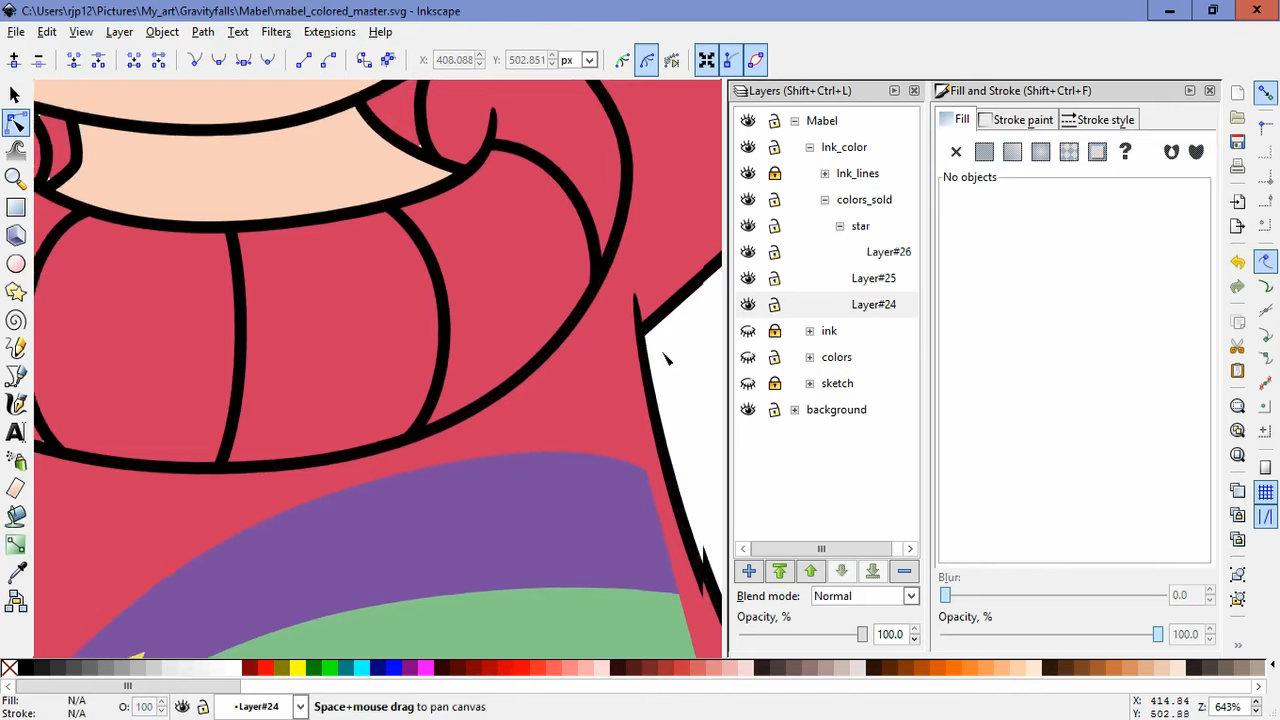 C:\Users\rjp12\Pictures\My_art\Gravityfalls\Mabel\mabel_colored_master.svg - Inkscape
File Edit View Layer Object Path Text Filters Extensions Help
X: 408.088 Y: 502.851 px
Layers (Shift+Ctrl+L) Fill and Stroke (Shift+Ctrl+F)
Mabel
Ink_color
Ink_lines
colors_sold
star
Layer#26
Layer#25
Layer#24
ink
colors
sketch
background
Fill Stroke paint Stroke style
?
No objects
Blend mode: Normal
Opacity, %
100.0
Blur:
0.0
Opacity, %
100.0
Fill: N/A
Stroke: N/A
O: 100
•Layer#24
Space+mouse drag to pan canvas
X: 414.84
Y: 502.88
Z: 643%